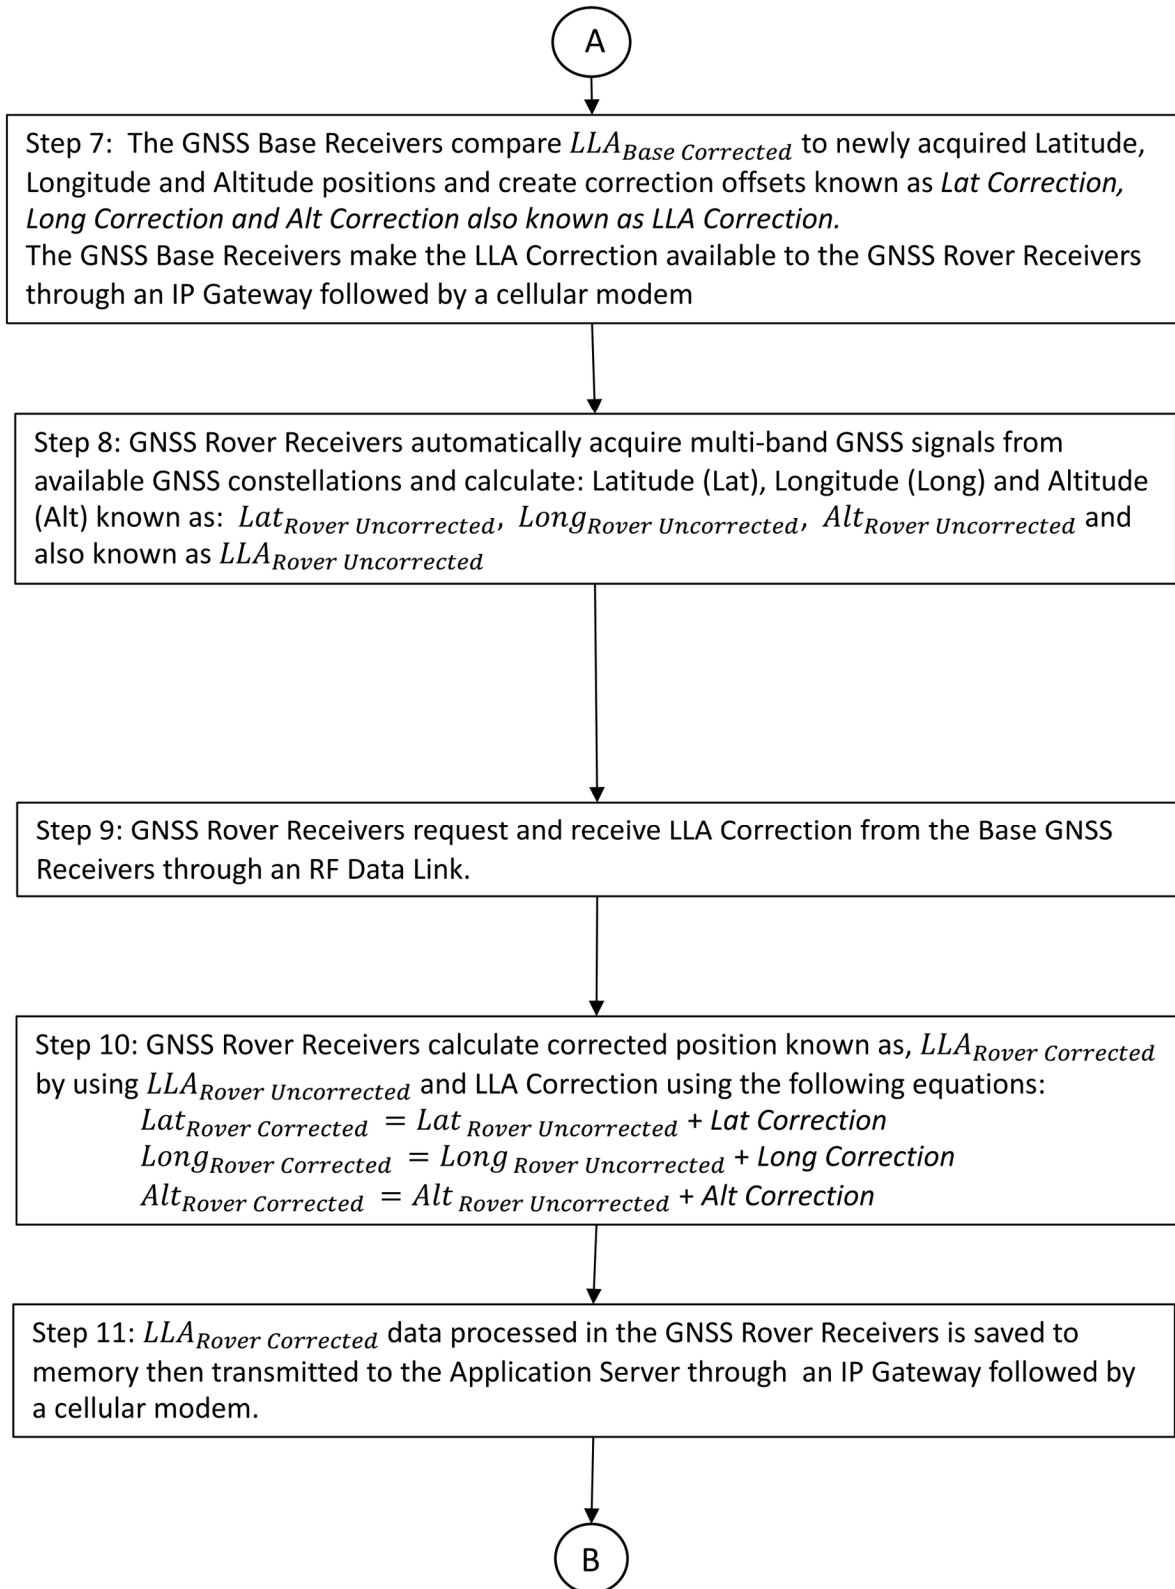 A
Step 7:  The GNSS Base Receivers compare LLA_Base Corrected to newly acquired Latitude,
Longitude and Altitude positions and create correction offsets known as Lat Correction,
Long Correction and Alt Correction also known as LLA Correction.
The GNSS Base Receivers make the LLA Correction available to the GNSS Rover Receivers
through an IP Gateway followed by a cellular modem
Step 8: GNSS Rover Receivers automatically acquire multi-band GNSS signals from
available GNSS constellations and calculate: Latitude (Lat), Longitude (Long) and Altitude
(Alt) known as:  Lat_Rover Uncorrected, Long_Rover Uncorrected, Alt_Rover Uncorrected and
also known as LLA_Rover Uncorrected
Step 9: GNSS Rover Receivers request and receive LLA Correction from the Base GNSS
Receivers through an RF Data Link.
Step 10: GNSS Rover Receivers calculate corrected position known as, LLA_Rover Corrected
by using LLA_Rover Uncorrected and LLA Correction using the following equations:
Lat_Rover Corrected = Lat_Rover Uncorrected + Lat Correction
Long_Rover Corrected = Long_Rover Uncorrected + Long Correction
Alt_Rover Corrected = Alt_Rover Uncorrected + Alt Correction
Step 11: LLA_Rover Corrected data processed in the GNSS Rover Receivers is saved to
memory then transmitted to the Application Server through  an IP Gateway followed by
a cellular modem.
B